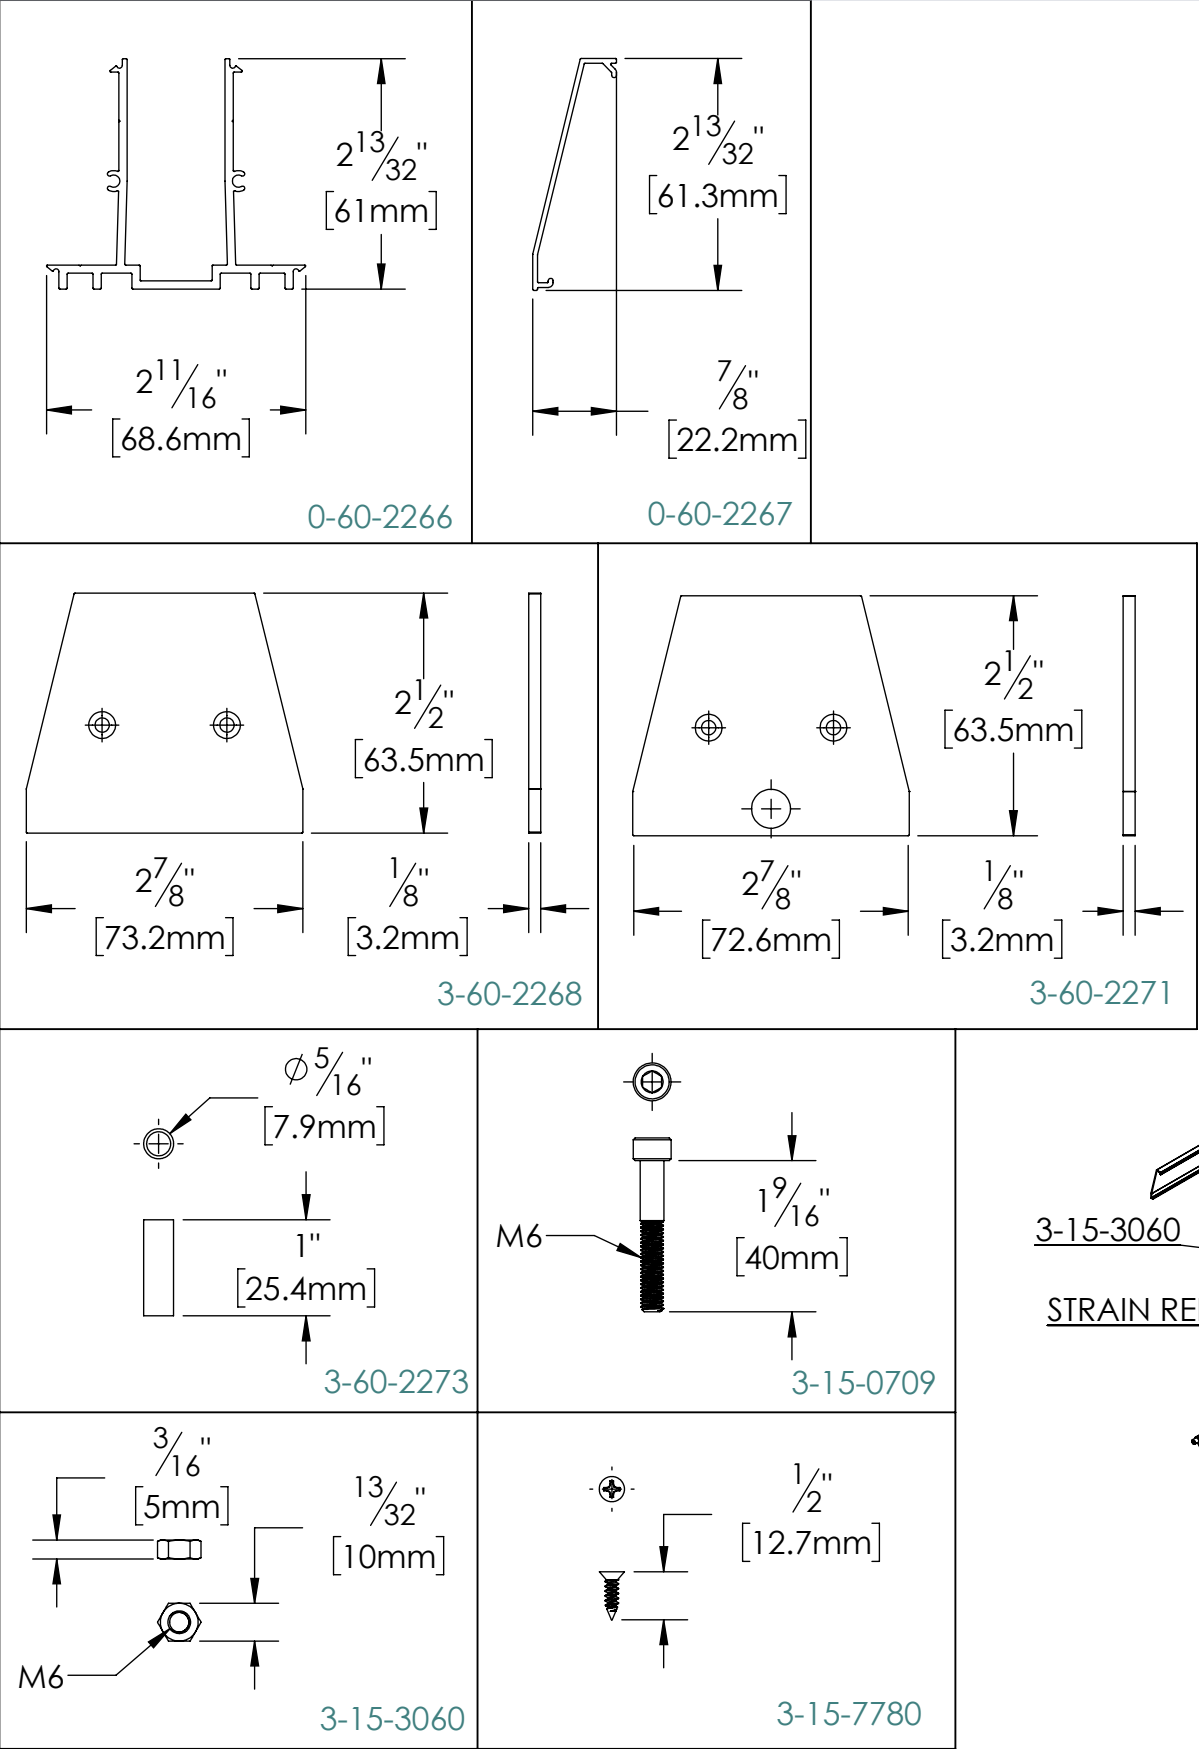 2 13/32"
[61mm]
2 11/16"
[68.6mm]
0-60-2266
2 13/32"
[61.3mm]
7/8"
[22.2mm]
0-60-2267
2 1/2"
[63.5mm]
2 7/8"
[73.2mm]
1/8"
[3.2mm]
3-60-2268
2 1/2"
[63.5mm]
2 7/8"
[72.6mm]
1/8"
[3.2mm]
3-60-2271
⌀ 5/16"
[7.9mm]
1"
[25.4mm]
3-60-2273
M6
1 9/16"
[40mm]
3-15-0709
3-15-3060
STRAIN RE
3/16"
[5mm]
13/32"
[10mm]
M6
3-15-3060
1/2"
[12.7mm]
3-15-7780